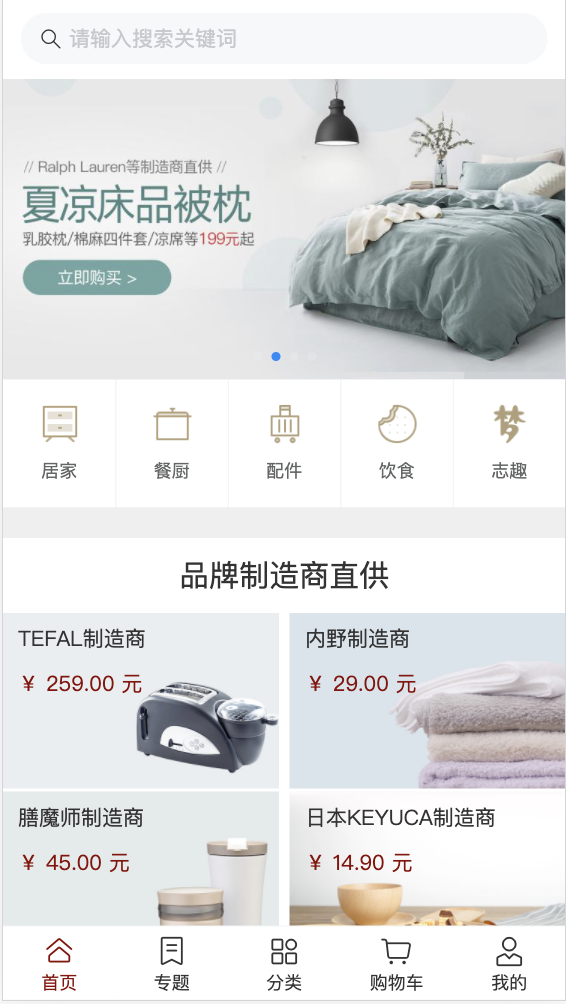 请输入搜索关键词
// Ralph Lauren等制造商直供 //
夏凉床品被枕
乳胶枕/棉麻四件套/凉席等199元起
立即购买 >
居家
餐厨
配件
饮食
梦
志趣
品牌制造商直供
TEFAL制造商
¥ 259.00 元
内野制造商
¥ 29.00 元
膳魔师制造商
¥ 45.00 元
日本KEYUCA制造商
¥ 14.90 元
首页
专题
分类
购物车
我的